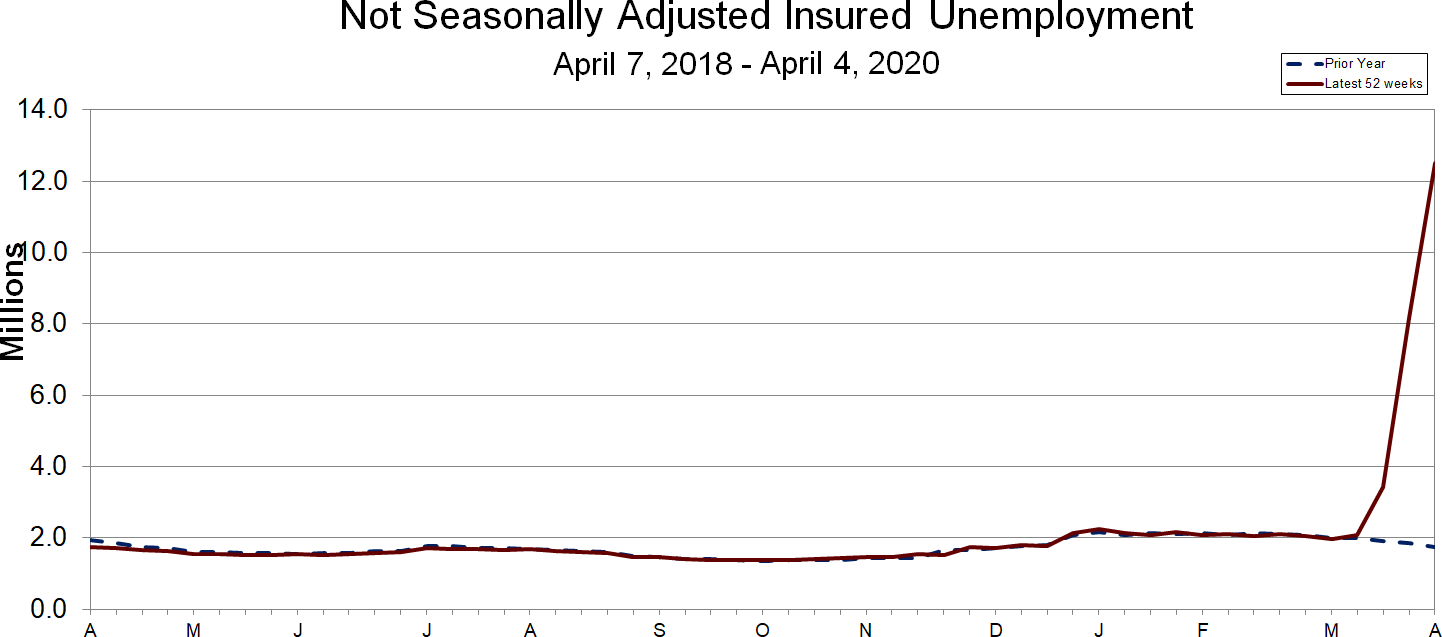 Not Seasonally Adjusted Insured Unemployment
April 7, 2018 - April 4, 2020
Prior Year
Latest 52 weeks
Millions
14.0
12.0
10.0
8.0
6.0
4.0
2.0
0.0
A M J J A S O N D J F M A